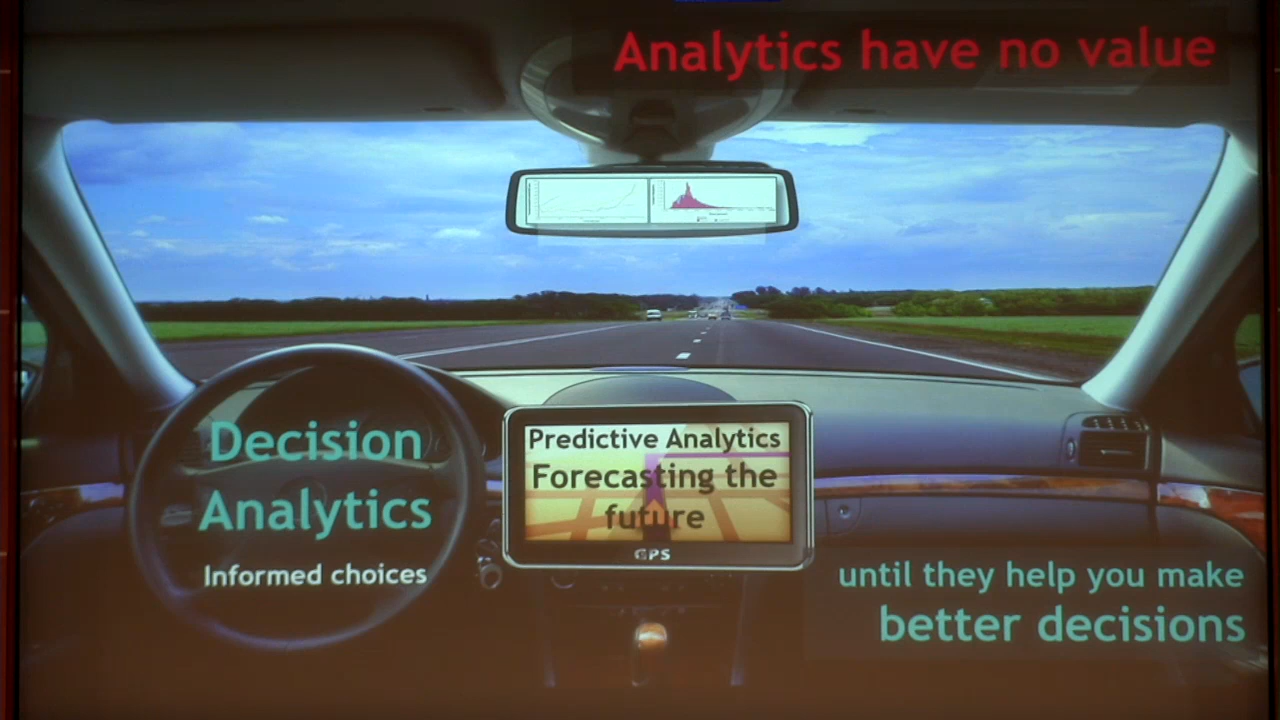 Analytics have no value
Decision
Analytics
Informed choices
Predictive Analytics
Forecasting the
future
GPS
until they help you make
better decisions